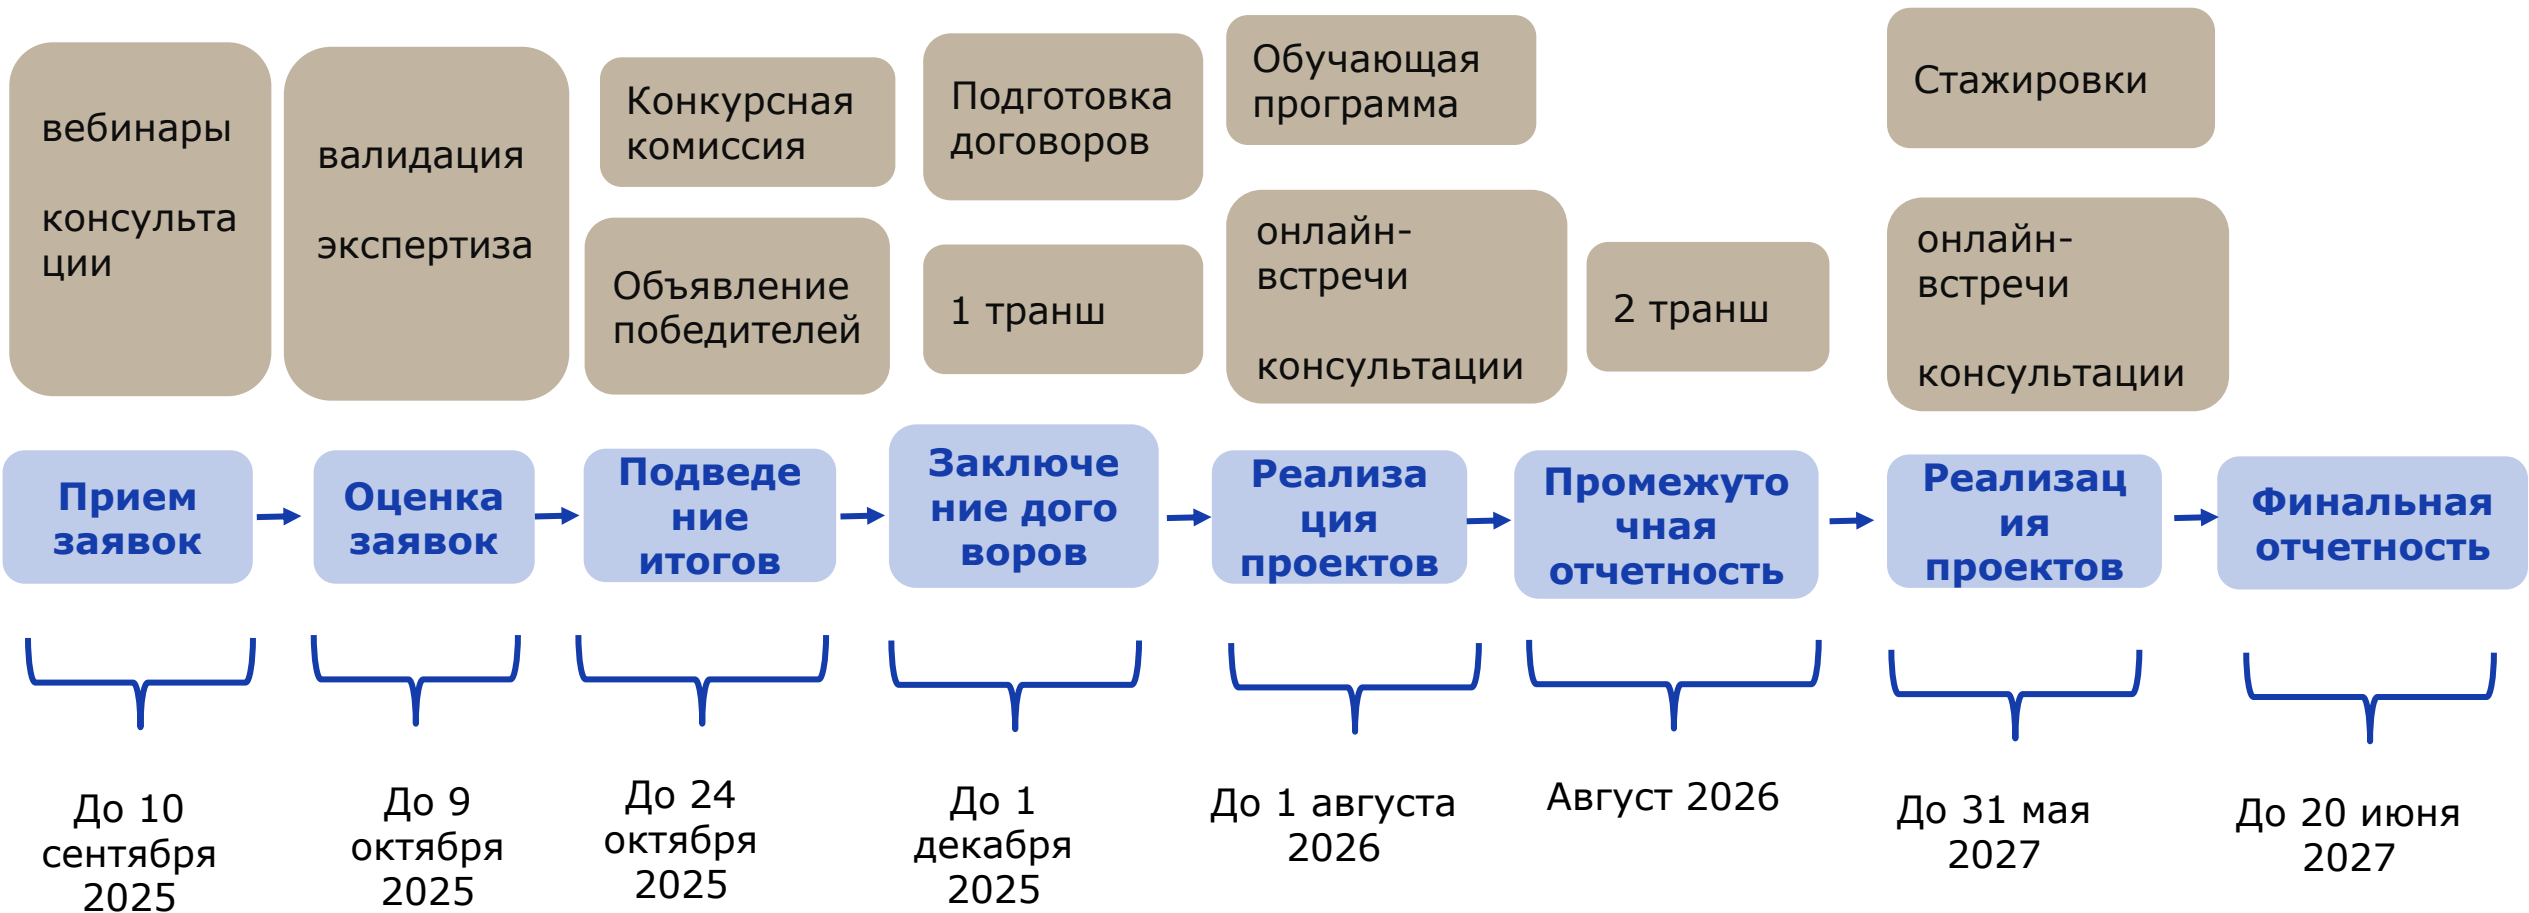 вебинары
консульта
ции
валидация
экспертиза
Конкурсная
комиссия
Объявление
победителей
Подготовка
договоров
1 транш
Обучающая
программа
онлайн-
встречи
консультации
2 транш
Стажировки
онлайн-
встречи
консультации
Прием
заявок
Оценка
заявок
Подведе
ние
итогов
Заключе
ние дого
воров
Реализа
ция
проектов
Промежуто
чная
отчетность
Реализац
ия
проектов
Финальная
отчетность
До 10
сентября
2025
До 9
октября
2025
До 24
октября
2025
До 1
декабря
2025
До 1 августа
2026
Август 2026
До 31 мая
2027
До 20 июня
2027